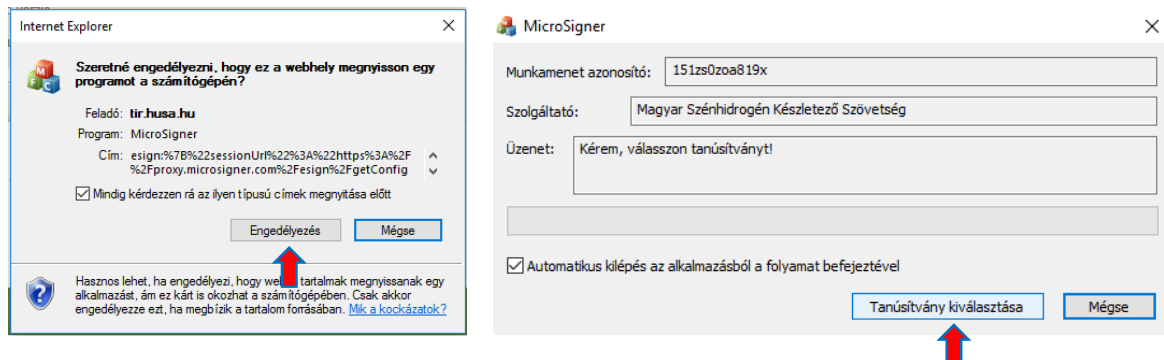 Internet Explorer
Szeretné engedélyezni, hogy ez a webhely megnyisson egy
programot a számítógépén?
Feladó: tir.husa.hu
Program: MicroSigner
Cím: esign:%7B%22sessionUrl%22%3A%22https%3A%2F
%2Fproxy.microsigner.com%2Fesign%2FgetConfig
Mindig kérdezzen rá az ilyen típusú címek megnyitása előtt
Engedélyezés
Mégse
Hasznos lehet, ha engedélyezi, hogy tartalmak megnyissanak egy
alkalmazást, ám ez kárt is okozhat a számítógépében. Csak akkor
engedélyezze ezt, ha megbízik a tartalom forrásában. Mik a kockázatok?
MicroSigner
Munkamenet azonosító: 151zs0zoa819x
Szolgáltató: Magyar Szénhidrogén Készletező Szövetség
Üzenet: Kérem, válasszon tanúsítványt!
Automatikus kilépés az alkalmazásból a folyamat befejeztével
Tanúsítvány kiválasztása
Mégse